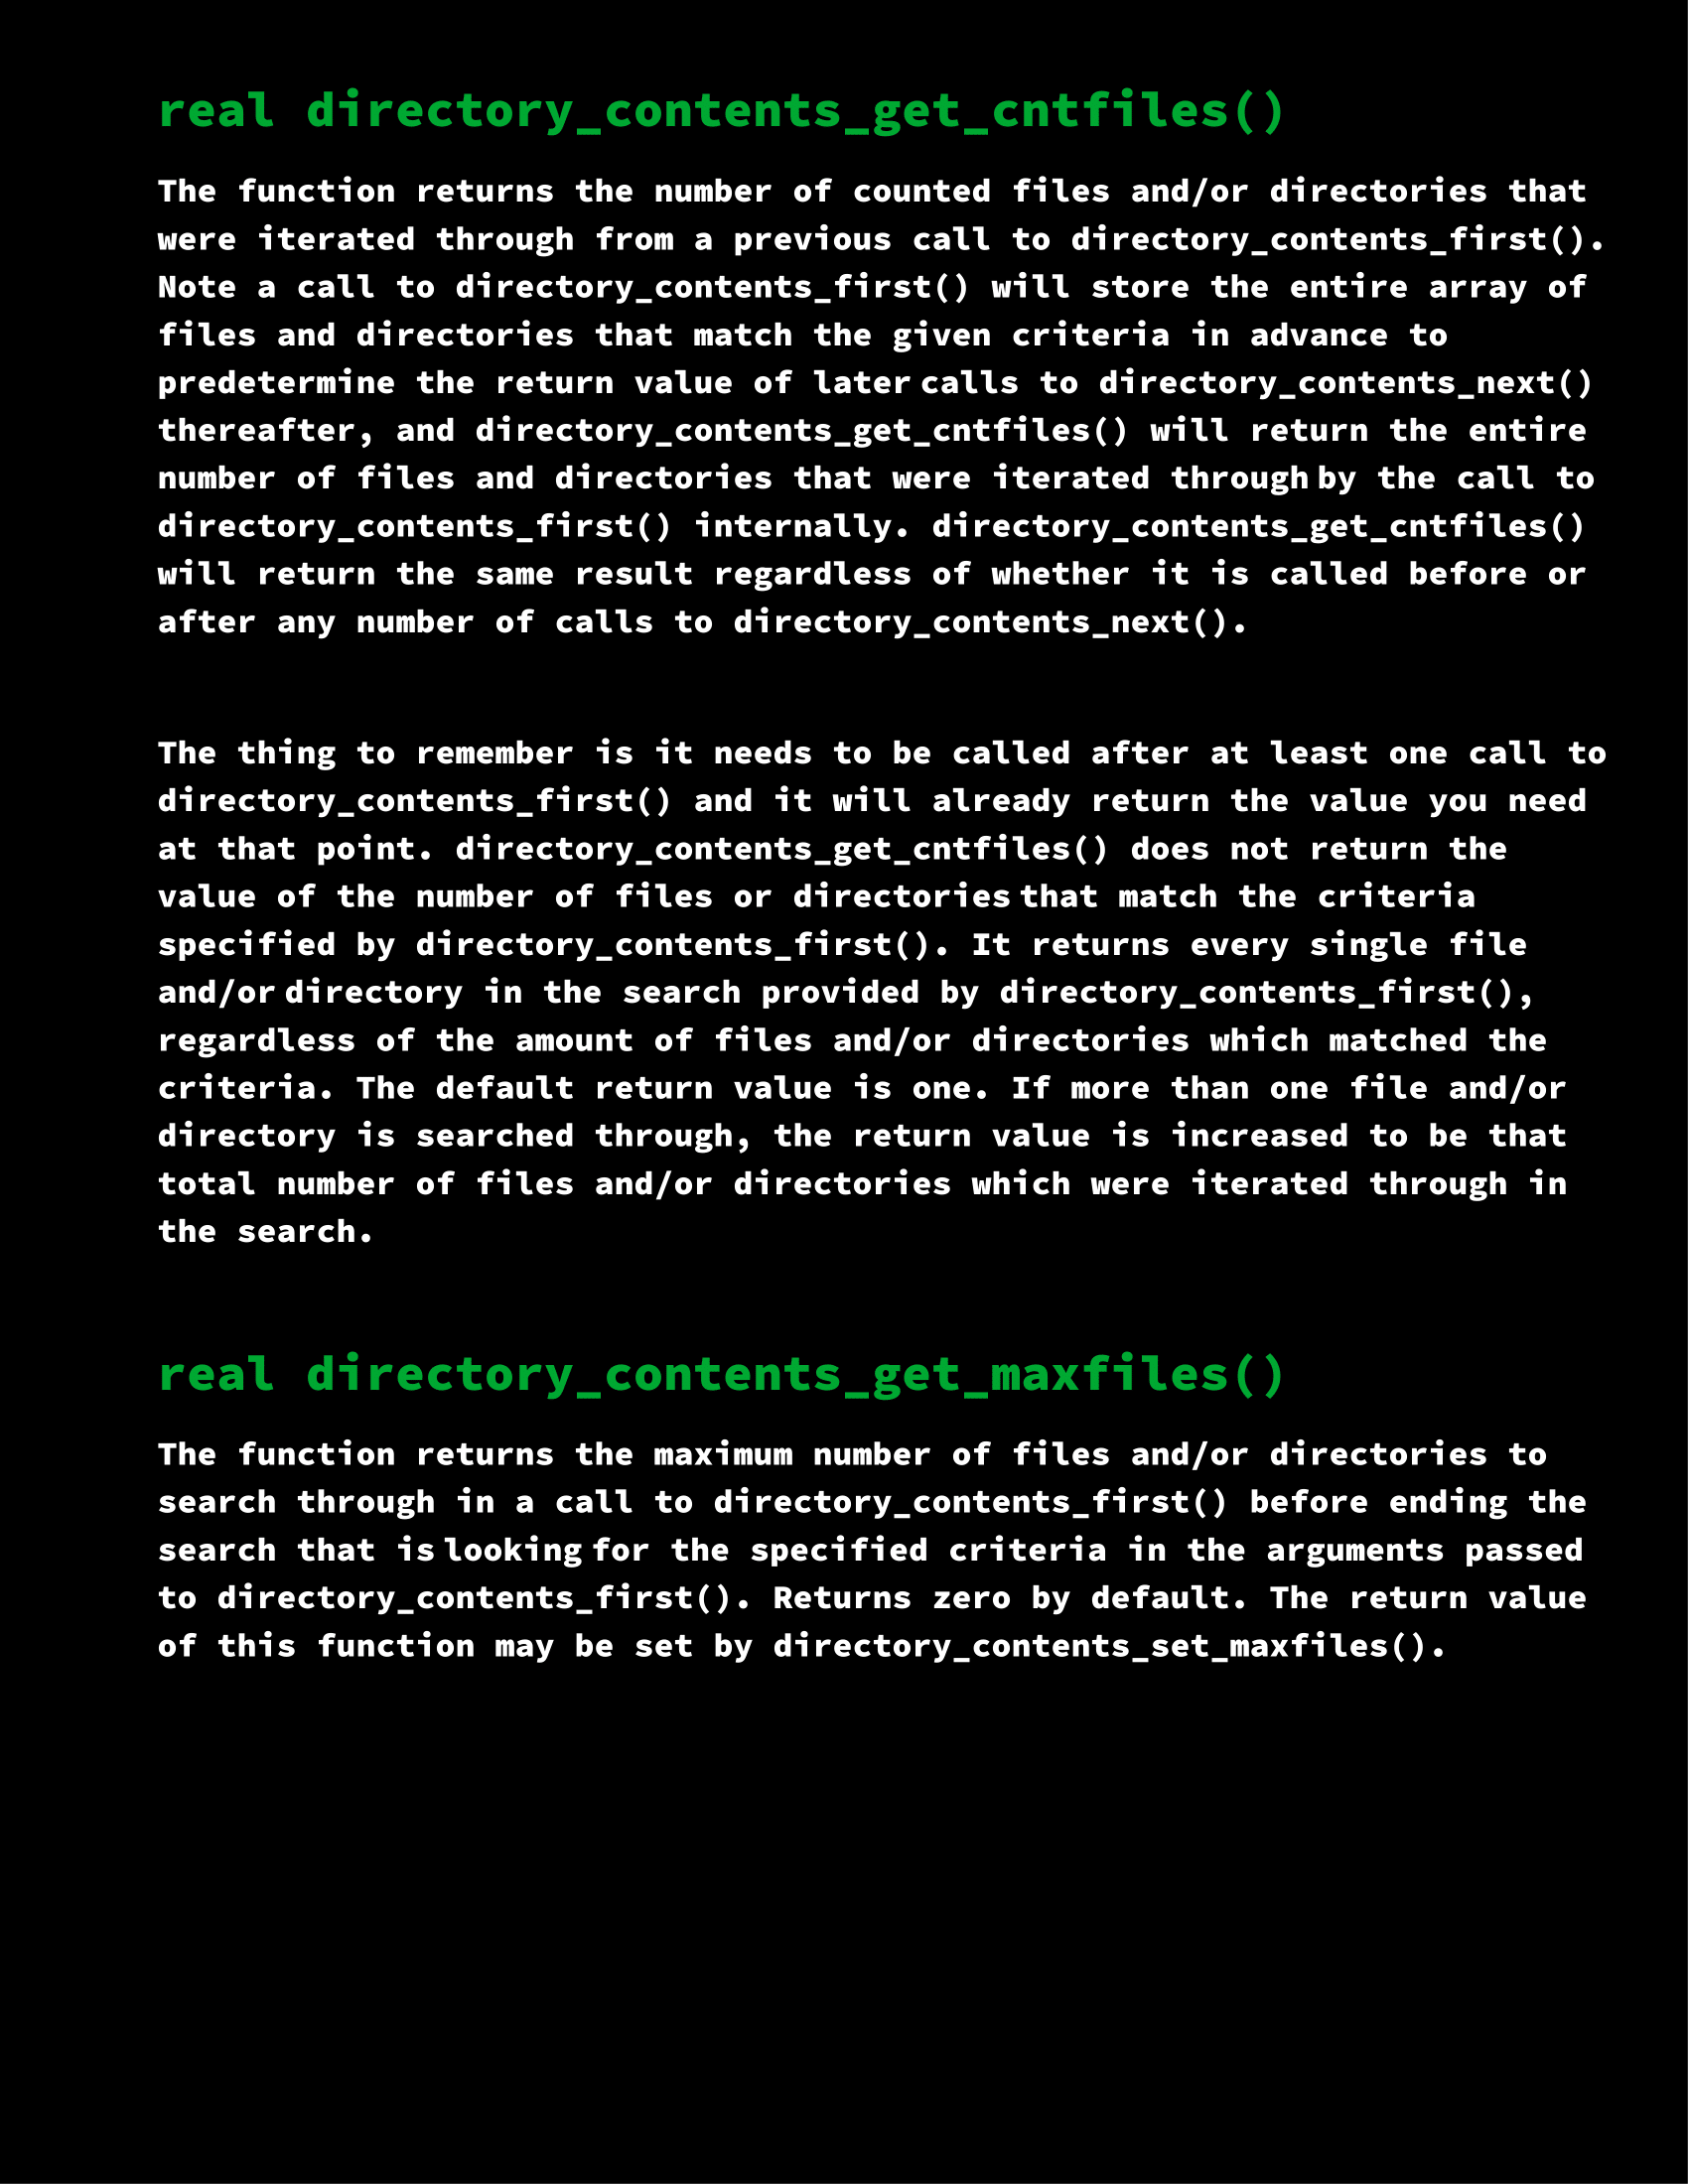 real directory_contents_get_cntfiles()
The function returns the number of counted files and/or directories that
were iterated through from a previous call to directory_contents_first().
Note a call to directory_contents_first() will store the entire array of
files and directories that match the given criteria in advance to
predetermine the return value of later calls to directory_contents_next()
thereafter, and directory_contents_get_cntfiles() will return the entire
number of files and directories that were iterated through by the call to
directory_contents_first() internally. directory_contents_get_cntfiles()
will return the same result regardless of whether it is called before or
after any number of calls to directory_contents_next().
The thing to remember is it needs to be called after at least one call to
directory_contents_first() and it will already return the value you need
at that point. directory_contents_get_cntfiles() does not return the
value of the number of files or directories that match the criteria
specified by directory_contents_first(). It returns every single file
and/or directory in the search provided by directory_contents_first(),
regardless of the amount of files and/or directories which matched the
criteria. The default return value is one. If more than one file and/or
directory is searched through, the return value is increased to be that
total number of files and/or directories which were iterated through in
the search.
real directory_contents_get_maxfiles()
The function returns the maximum number of files and/or directories to
search through in a call to directory_contents_first() before ending the
search that is looking for the specified criteria in the arguments passed
to directory_contents_first(). Returns zero by default. The return value
of this function may be set by directory_contents_set_maxfiles().